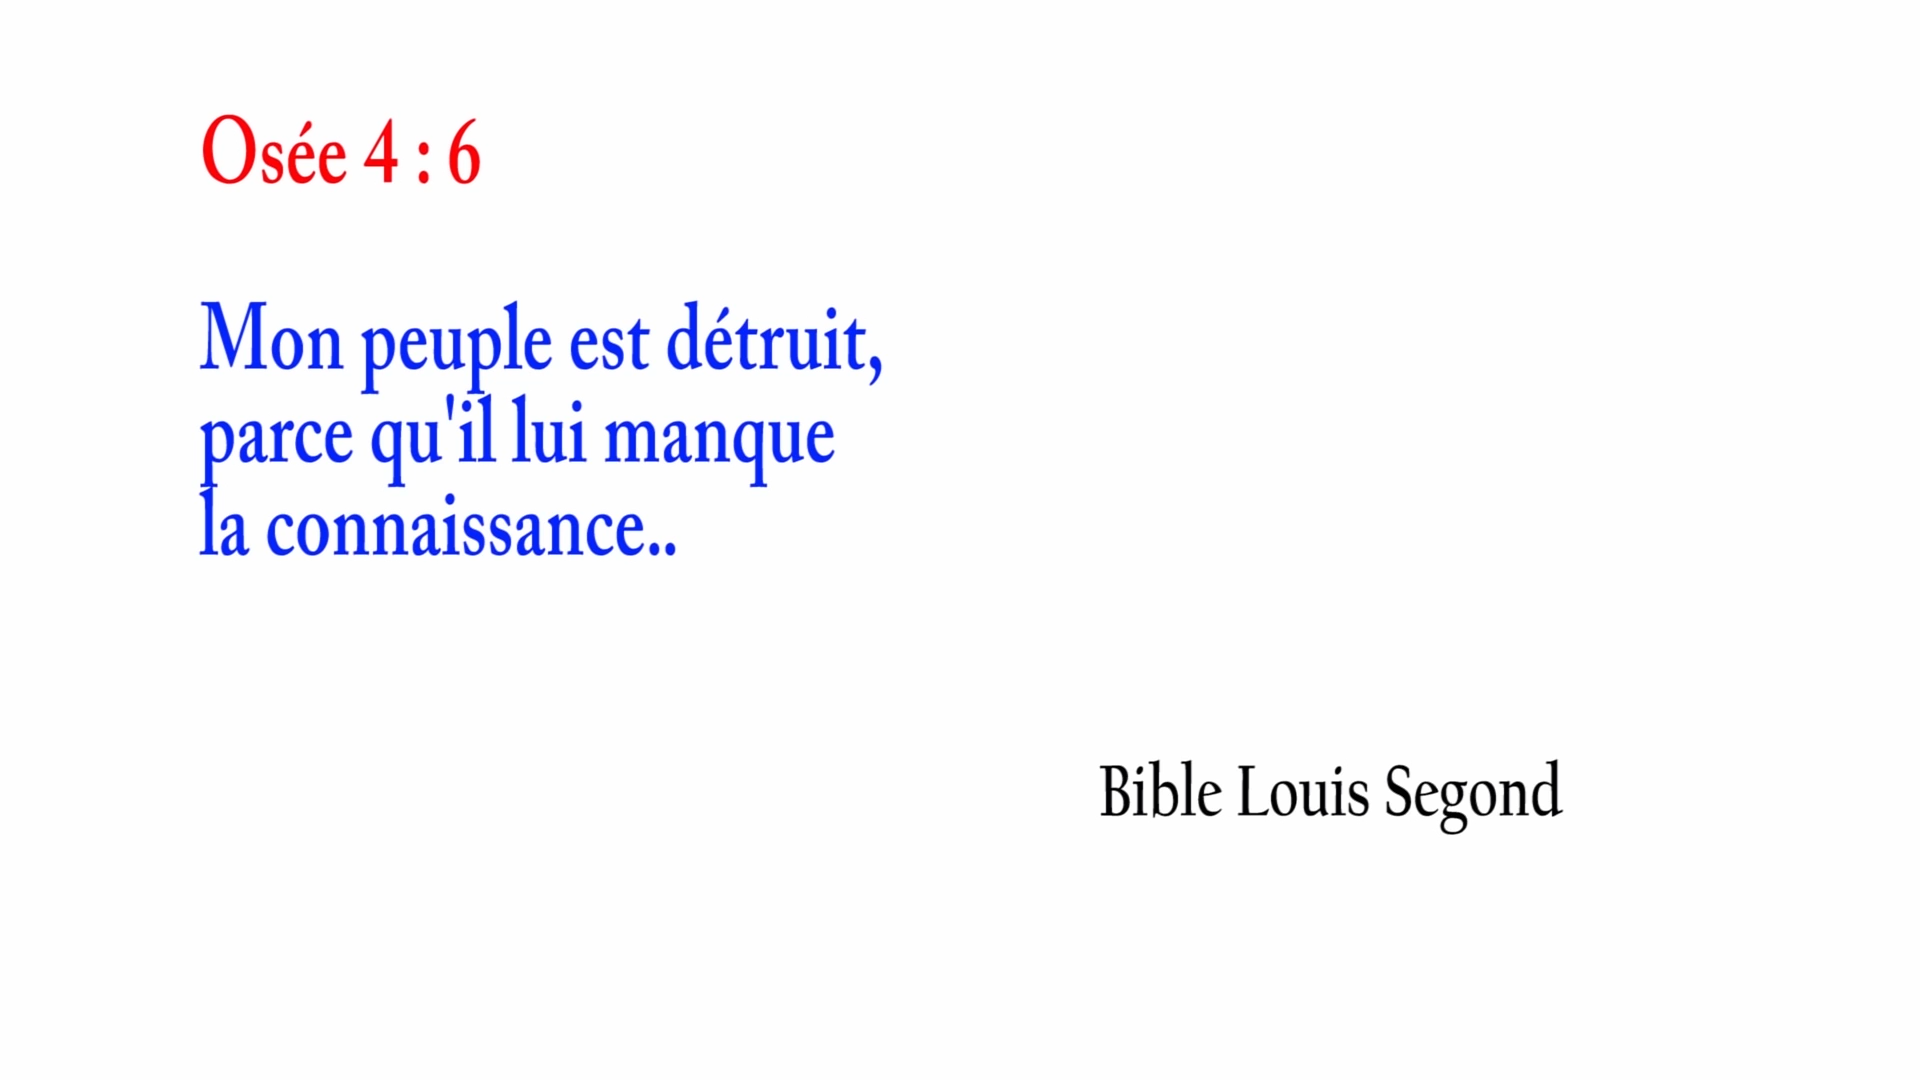 Osée 4 : 6
Mon peuple est détruit,
parce qu'il lui manque
la connaissance..
Bible Louis Segond